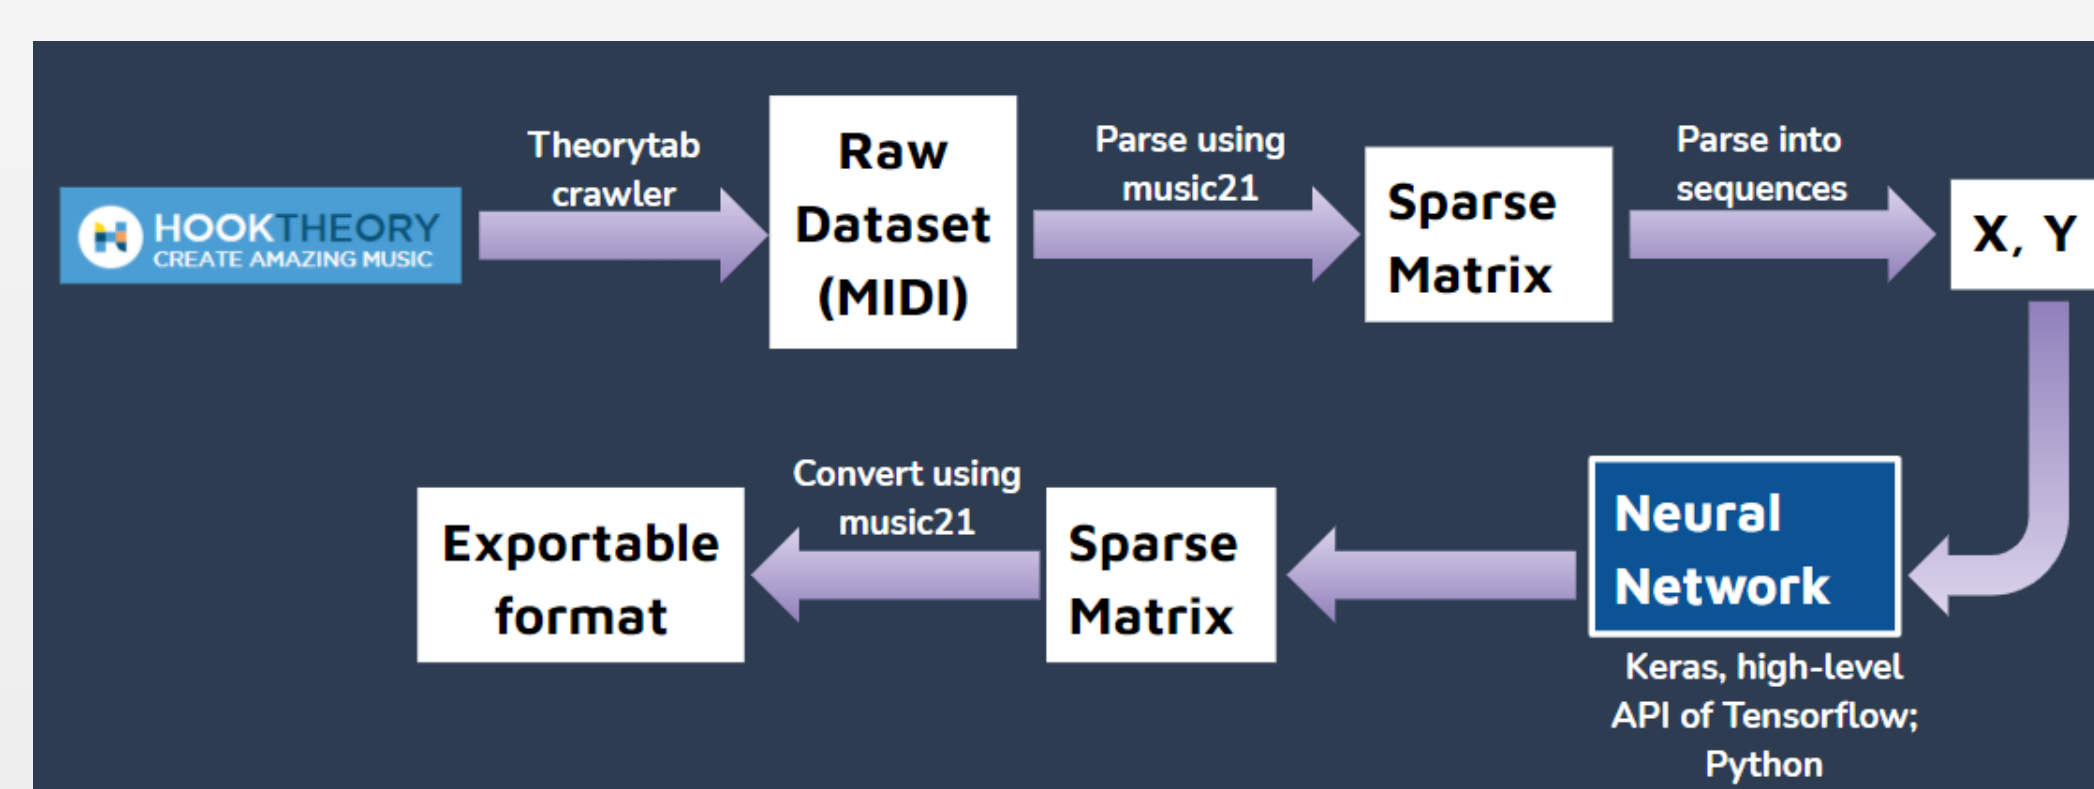 Theorytab
crawler
HOOKTHEORY
CREATE AMAZING MUSIC
Raw
Dataset
(MIDI)
Parse using
music21
Sparse
Matrix
Parse into
sequences
X, Y
Neural
Network
Keras, high-level
API of Tensorflow;
Python
Sparse
Matrix
Convert using
music21
Exportable
format